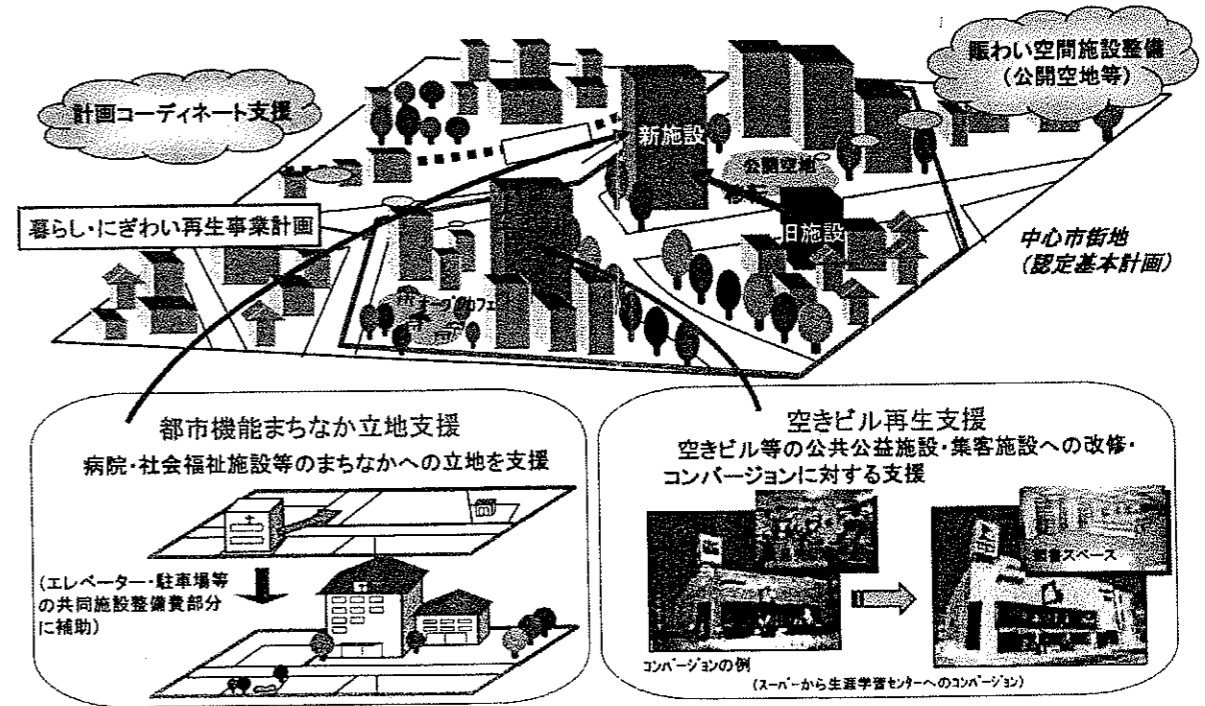 賑わい空間施設整備
(公開空地等)
計画コーディネート支援
新施設
公開空地
移転
旧施設
暮らし・にぎわい再生事業計画
中心市街地
(認定基本計画)
オープンカフェ
都市機能まちなか立地支援
病院・社会福祉施設等のまちなかへの立地を支援
(エレベーター・駐車場等
の共同施設整備費部分
に補助)
空きビル再生支援
空きビル等の公共公益施設・集客施設への改修・
コンバージョンに対する支援
スペース
コンバージョンの例
(スーパーから生涯学習センターへのコンバージョン)